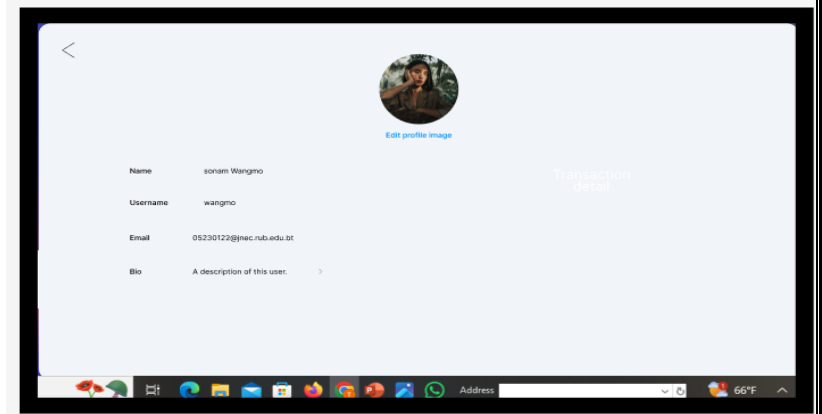 Edit profile image
Name sonam Wangmo
Transaction
detail
Username wangmo
Email 05230122@jnec.rub.edu.bt
Bio A description of this user.
Address
66°F